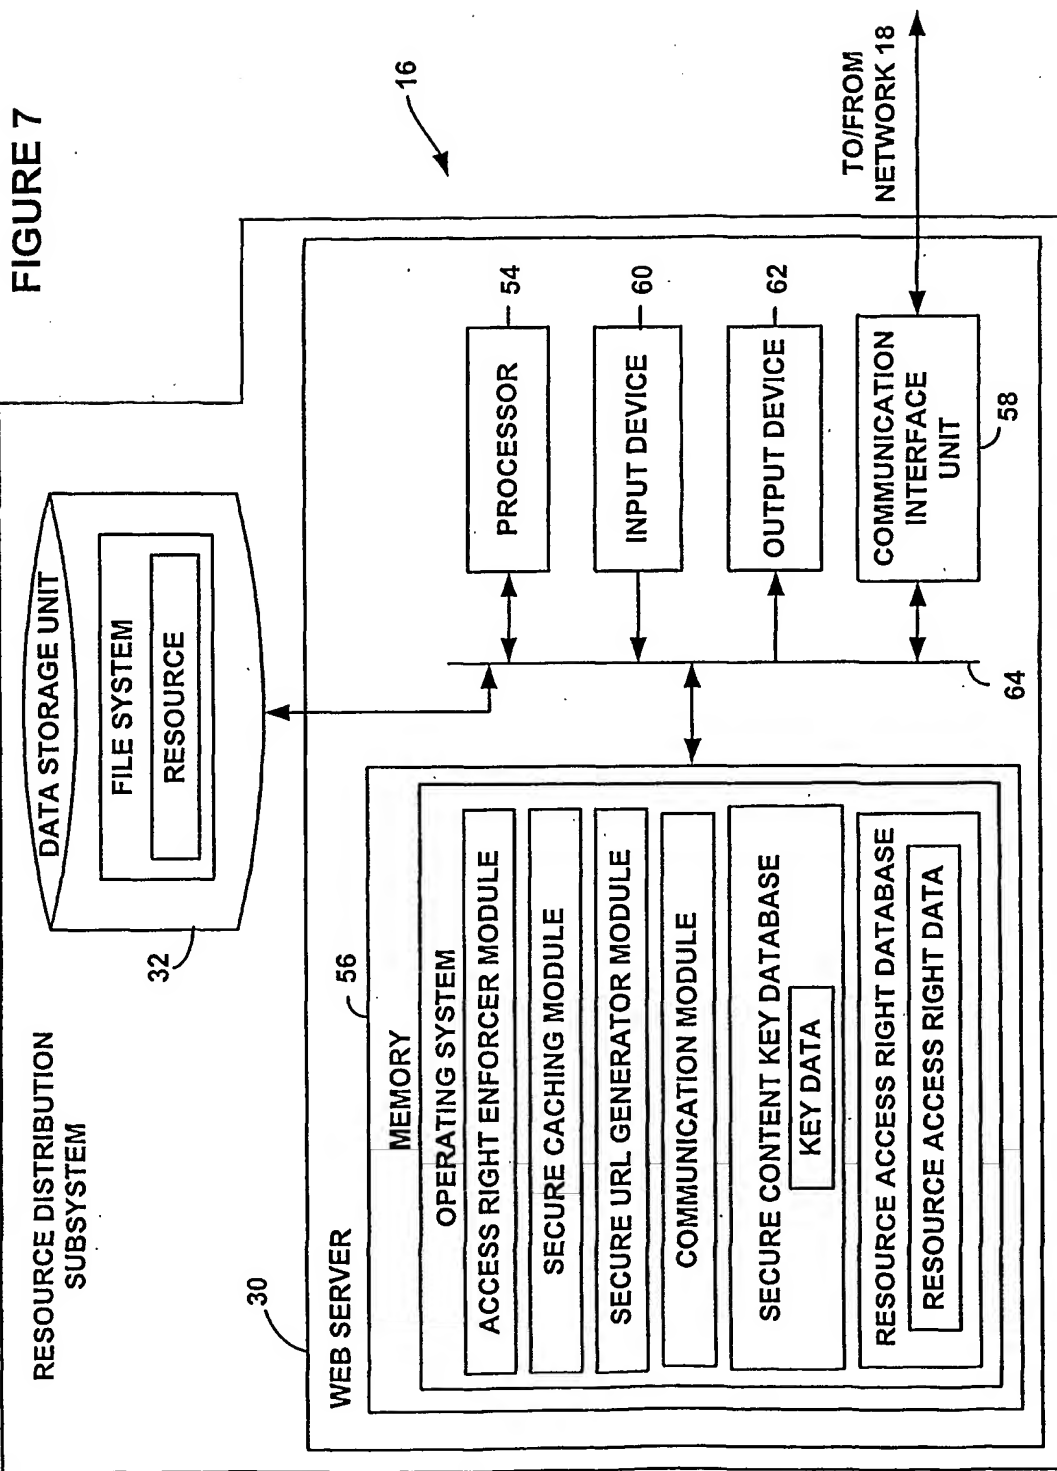 FIGURE 7
RESOURCE DISTRIBUTION
SUBSYSTEM
DATA STORAGE UNIT
FILE SYSTEM
RESOURCE
32
16
30
WEB SERVER
56
MEMORY
OPERATING SYSTEM
ACCESS RIGHT ENFORCER MODULE
SECURE CACHING MODULE
SECURE URL GENERATOR MODULE
COMMUNICATION MODULE
SECURE CONTENT KEY DATABASE
KEY DATA
RESOURCE ACCESS RIGHT DATABASE
RESOURCE ACCESS RIGHT DATA
PROCESSOR
54
INPUT DEVICE
60
OUTPUT DEVICE
62
COMMUNICATION
INTERFACE
UNIT
58
64
TO/FROM
NETWORK 18